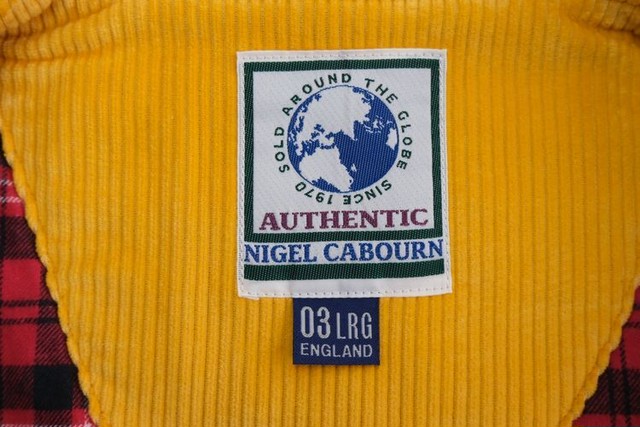 SOLD AROUND THE GLOBE SINCE 1970
AUTHENTIC
NIGEL CABOURN
03 LRG
ENGLAND